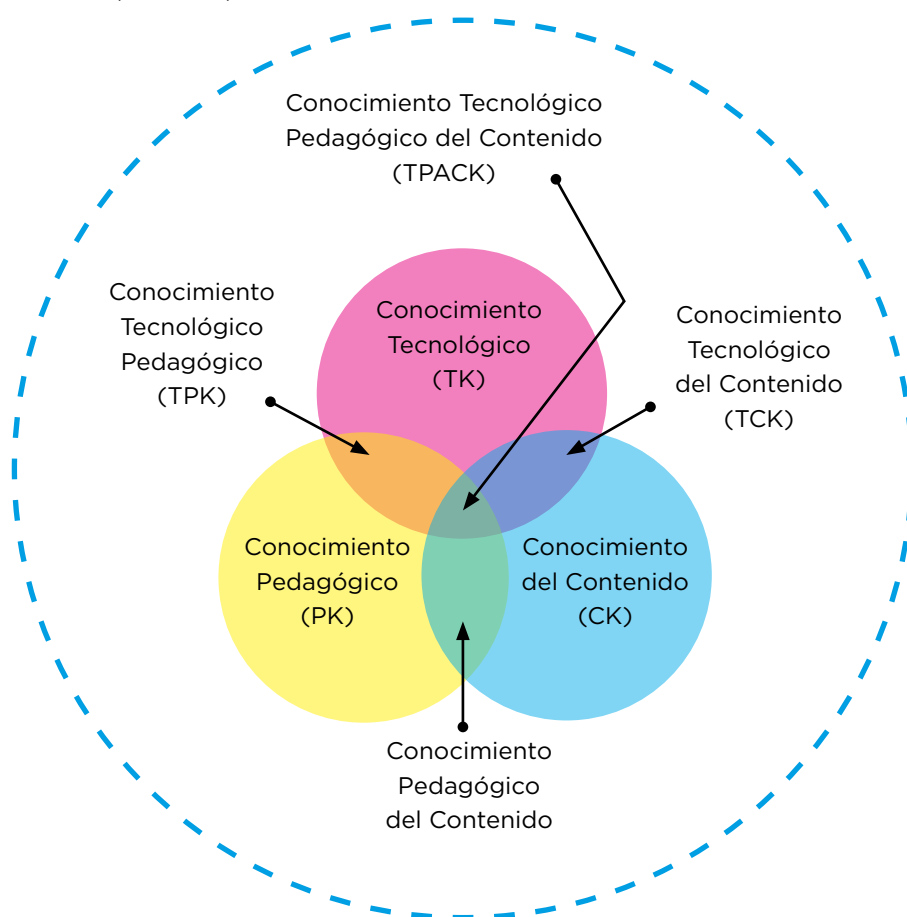 Conocimiento Tecnológico
Pedagógico del Contenido
(TPACK)
Conocimiento
Tecnológico
Pedagógico
(TPK)
Conocimiento
Tecnológico
(TK)
Conocimiento
Tecnológico
del Contenido
(TCK)
Conocimiento
Pedagógico
(PK)
Conocimiento
del Contenido
(CK)
Conocimiento
Pedagógico
del Contenido